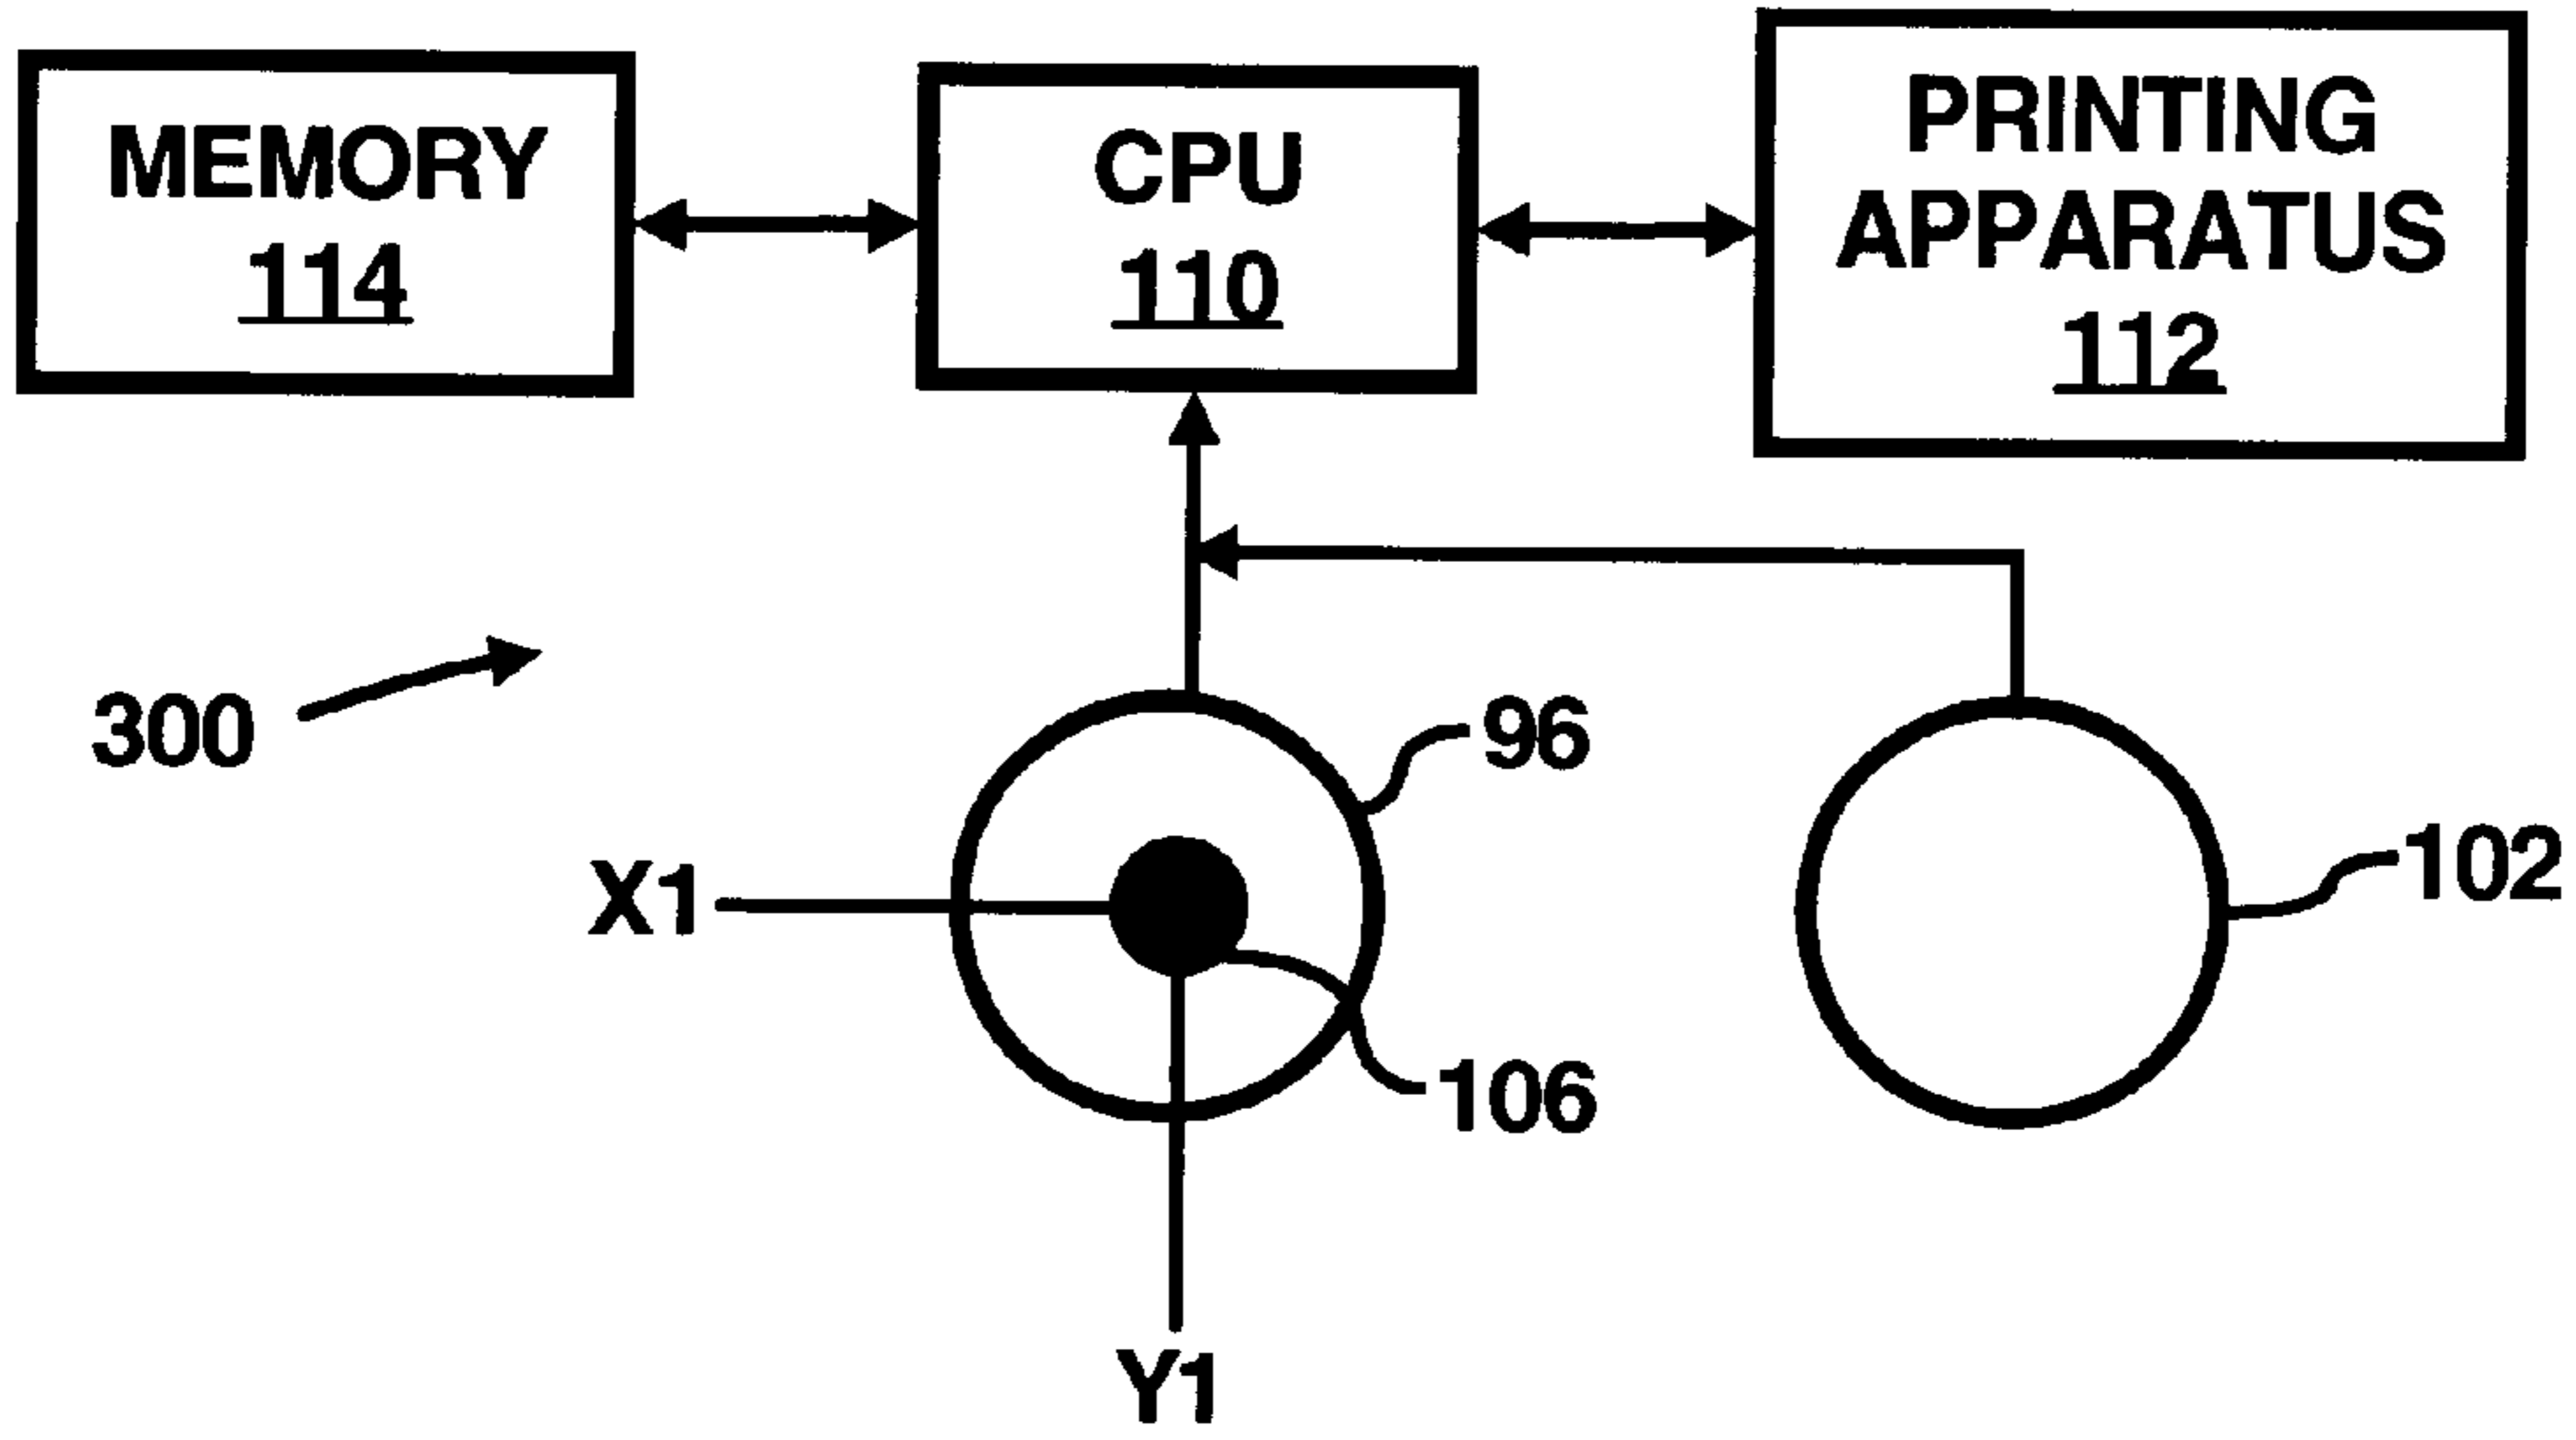 MEMORY
114
CPU
110
PRINTING
APPARATUS
112
300
96
102
X1
106
Y1